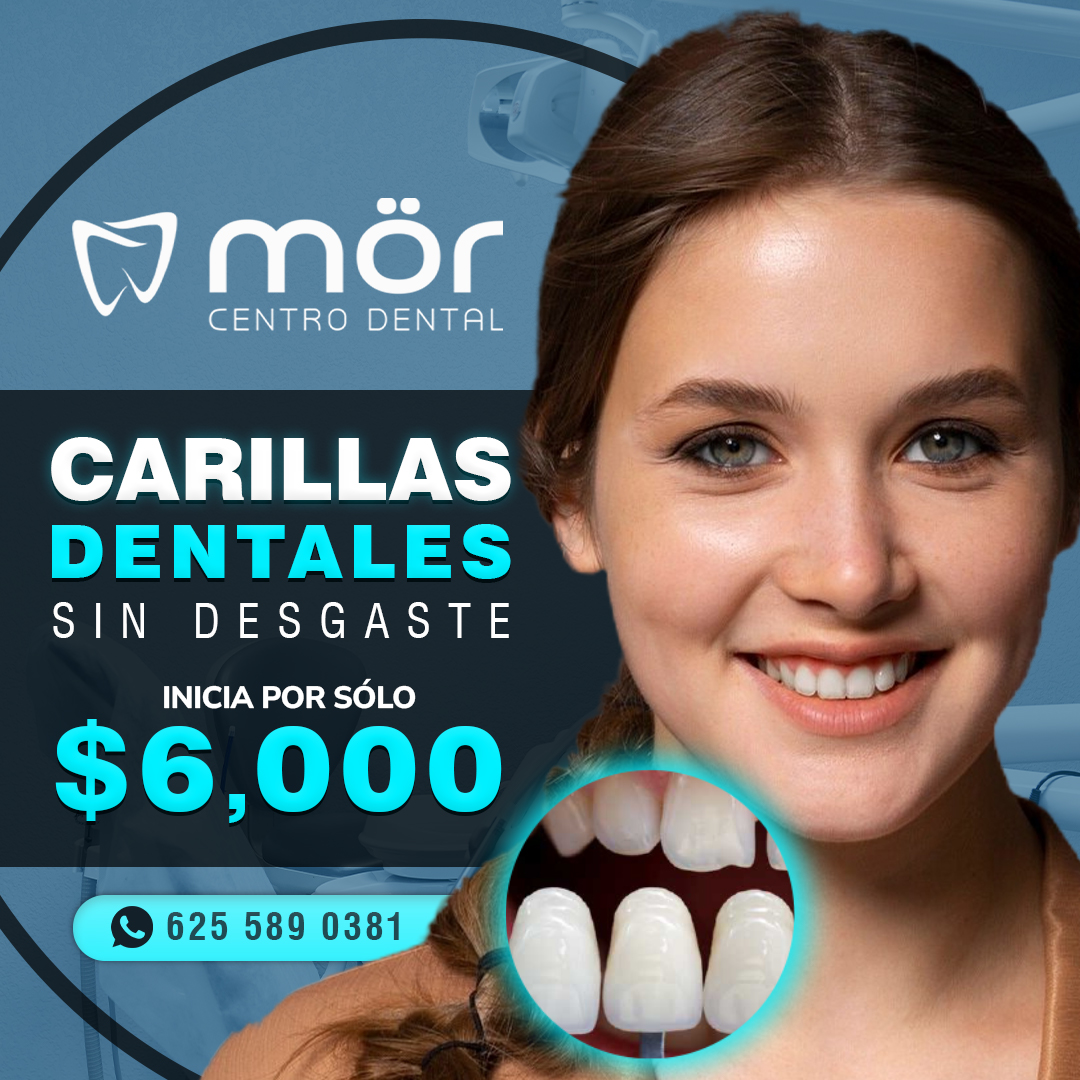 mör
CENTRO DENTAL
CARILLAS
DENTALES
SIN DESGASTE
INICIA POR SÓLO
$6,000
625 589 0381